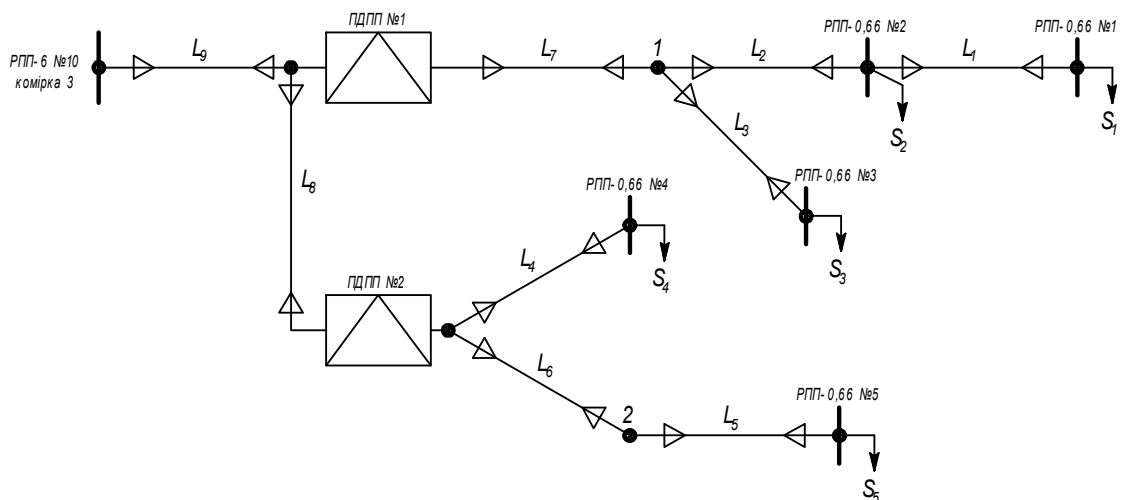 РПП-6 №10
комірка 3
L9
ПДПП №1
L7
1
L2
РПП-0,66 №2
L1
РПП-0,66 №1
S1
S2
L3
РПП-0,66 №3
S3
L8
РПП-0,66 №4
L4
S4
ПДПП №2
L6
2
L5
РПП-0,66 №5
S5